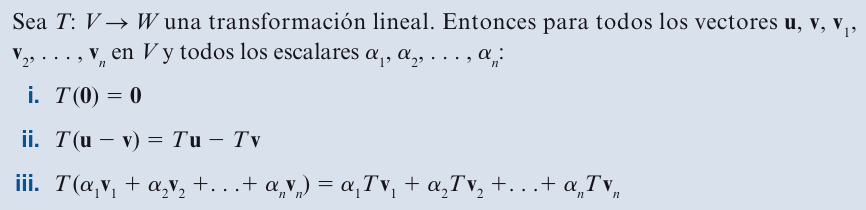 Sea T: V → W una transformación lineal. Entonces para todos los vectores u, v, v₁,
v₂, . . . , vₙ en V y todos los escalares α₁, α₂, . . . , αₙ:
i. T(0) = 0
ii. T(u − v) = Tu − Tv
iii. T(α₁v₁ + α₂v₂ +. . .+ αₙvₙ) = α₁Tv₁ + α₂Tv₂ +. . .+ αₙTvₙ